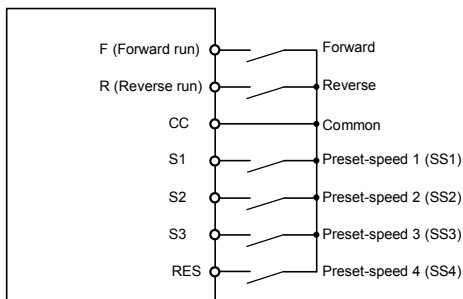 F (Forward run) Forward
R (Reverse run) Reverse
CC Common
S1 Preset-speed 1 (SS1)
S2 Preset-speed 2 (SS2)
S3 Preset-speed 3 (SS3)
RES Preset-speed 4 (SS4)